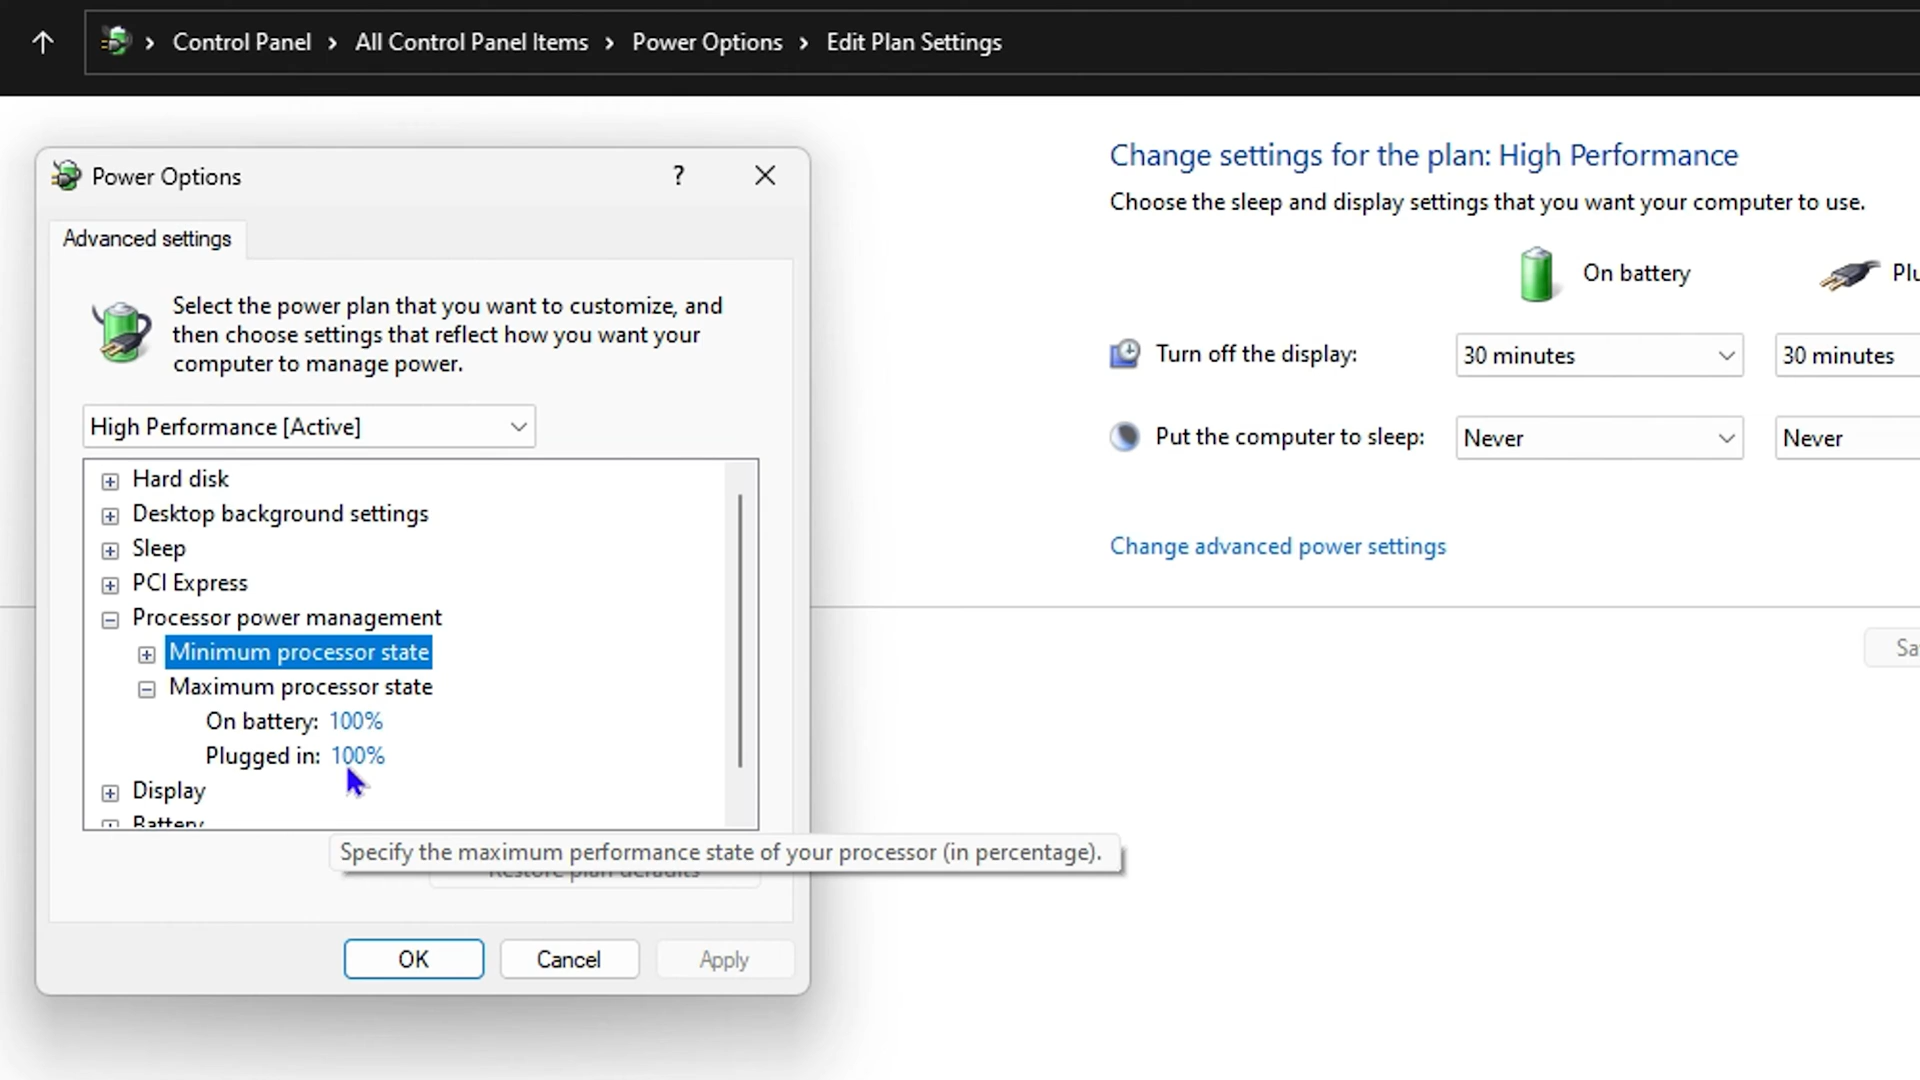 Control Panel > All Control Panel Items > Power Options > Edit Plan Settings
Power Options
?
Advanced settings
Select the power plan that you want to customize, and
then choose settings that reflect how you want your
computer to manage power.
High Performance [Active]
Hard disk
Desktop background settings
Sleep
PCI Express
Processor power management
Minimum processor state
Maximum processor state
On battery: 100%
Plugged in: 100%
Display
Battery
Specify the maximum performance state of your processor (in percentage).
Restore plan defaults
OK
Cancel
Apply
Change settings for the plan: High Performance
Choose the sleep and display settings that you want your computer to use.
On battery
Plu
Turn off the display:
30 minutes
30 minutes
Put the computer to sleep:
Never
Never
Change advanced power settings
Sa